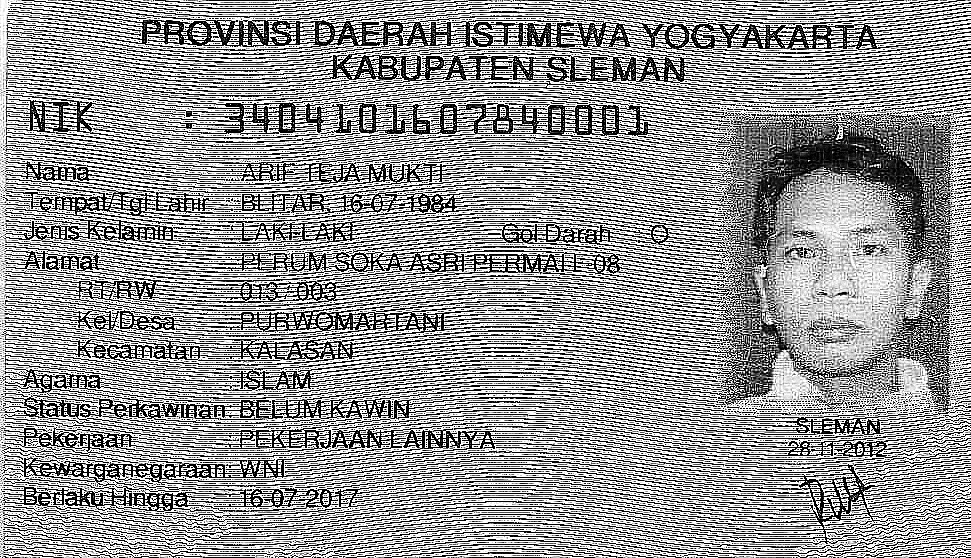 PROVINSI DAERAH ISTIMEWA YOGYAKARTA
KABUPATEN SLEMAN
NIK : 3404101607840001
Nama : ARIF TEJA MUKTI
Tempat/Tgl Lahir : BLITAR, 16-07-1984
Jenis Kelamin : LAKI-LAKI Gol.Darah O
Alamat : PERUM SOKA ASRI PERMAI 08
RT/RW : 013 / 003
Kel/Desa : PURWOMARTANI
Kecamatan : KALASAN
Agama : ISLAM
Status Perkawinan: BELUM KAWIN
Pekerjaan : PEKERJAAN LAINNYA
Kewarganegaraan: WNI
Berlaku Hingga : 16-07-2017
SLEMAN
28-11-2012